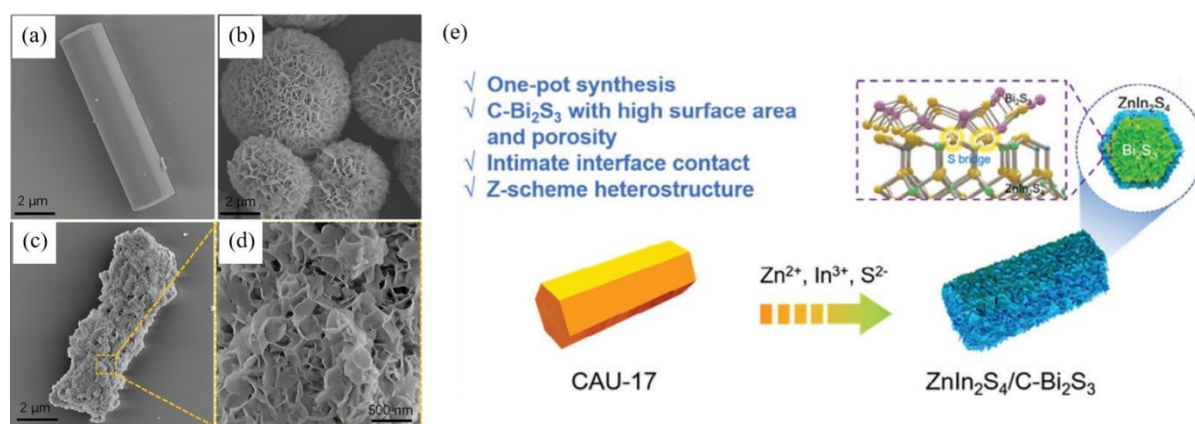 (a)
2 μm
(b)
2 μm
(c)
2 μm
(d)
500 nm
(e)
√ One-pot synthesis
√ C-Bi₂S₃ with high surface area
and porosity
√ Intimate interface contact
√ Z-scheme heterostructure
Bi₂S₃
S bridge
ZnIn₂S₄
ZnIn₂S₄
Bi₂S₃
CAU-17
Zn²⁺, In³⁺, S²⁻
ZnIn₂S₄/C-Bi₂S₃